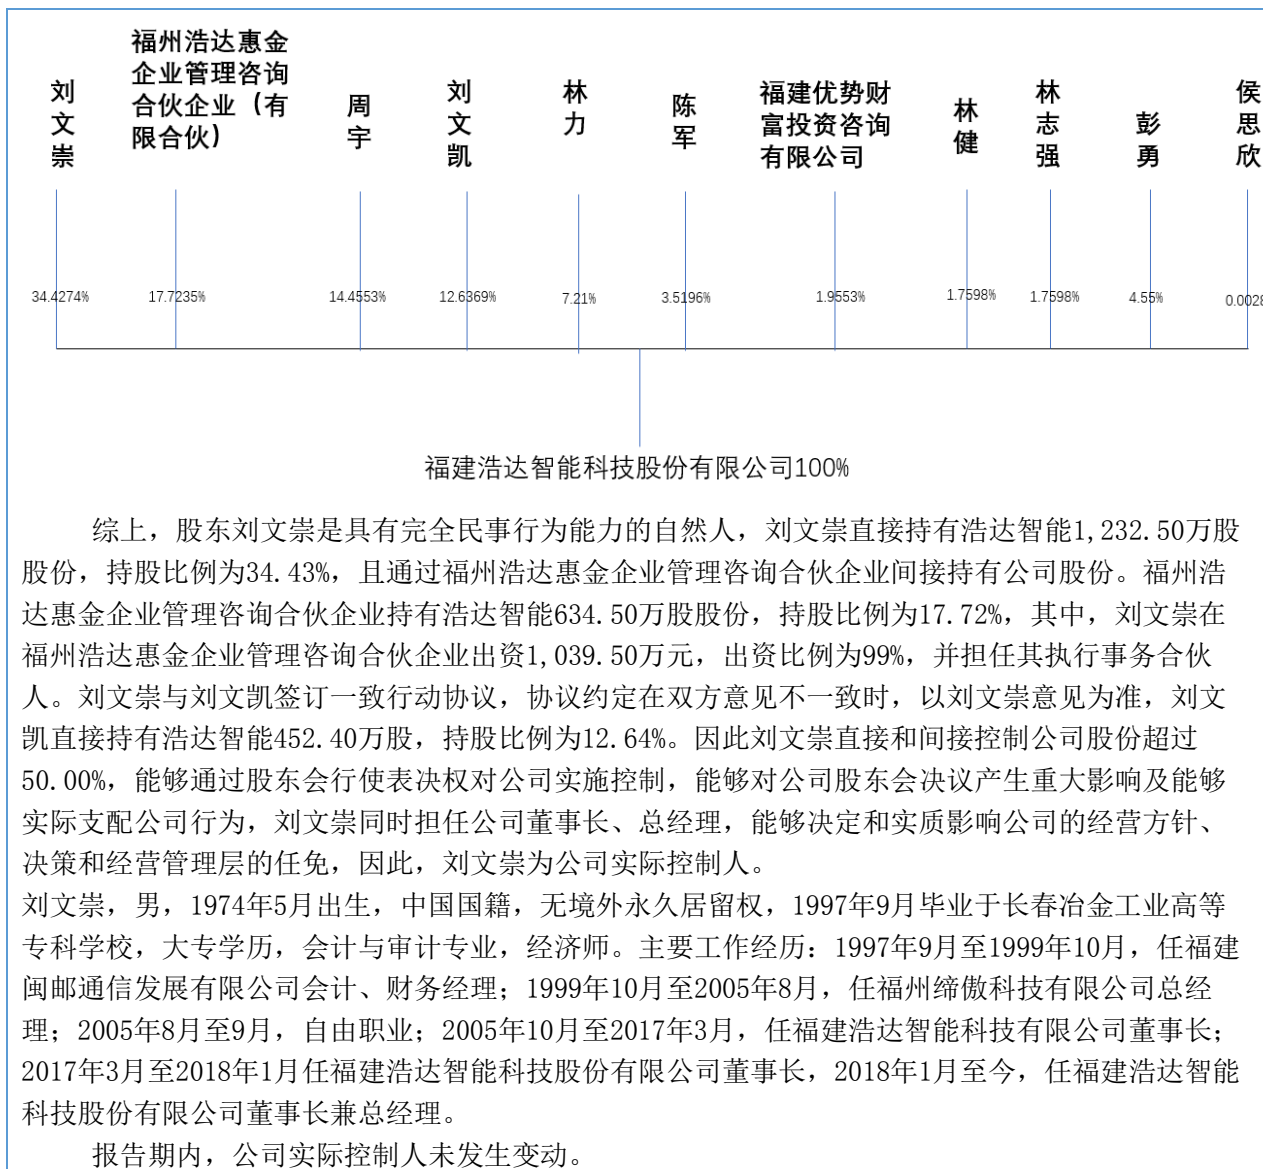 刘文崇
福州浩达惠金
企业管理咨询
合伙企业（有
限合伙）
周宇
刘文凯
林力
陈军
福建优势财
富投资咨询
有限公司
林健
林志强
彭勇
侯思欣
34.4274%
17.7235%
14.4553%
12.6369%
7.21%
3.5196%
1.9553%
1.7598%
1.7598%
4.55%
0.0028
福建浩达智能科技股份有限公司100%
综上，股东刘文崇是具有完全民事行为能力的自然人，刘文崇直接持有浩达智能1,232.50万股
股份，持股比例为34.43%，且通过福州浩达惠金企业管理咨询合伙企业间接持有公司股份。福州浩
达惠金企业管理咨询合伙企业持有浩达智能634.50万股股份，持股比例为17.72%，其中，刘文崇在
福州浩达惠金企业管理咨询合伙企业出资1,039.50万元，出资比例为99%，并担任其执行事务合伙
人。刘文崇与刘文凯签订一致行动协议，协议约定在双方意见不一致时，以刘文崇意见为准，刘文
凯直接持有浩达智能452.40万股，持股比例为12.64%。因此刘文崇直接和间接控制公司股份超过
50.00%，能够通过股东会行使表决权对公司实施控制，能够对公司股东会决议产生重大影响及能够
实际支配公司行为，刘文崇同时担任公司董事长、总经理，能够决定和实质影响公司的经营方针、
决策和经营管理层的任免，因此，刘文崇为公司实际控制人。
刘文崇，男，1974年5月出生，中国国籍，无境外永久居留权，1997年9月毕业于长春冶金工业高等
专科学校，大专学历，会计与审计专业，经济师。主要工作经历：1997年9月至1999年10月，任福建
闽邮通信发展有限公司会计、财务经理；1999年10月至2005年8月，任福州缔傲科技有限公司总经
理；2005年8月至9月，自由职业；2005年10月至2017年3月，任福建浩达智能科技有限公司董事长；
2017年3月至2018年1月任福建浩达智能科技股份有限公司董事长，2018年1月至今，任福建浩达智能
科技股份有限公司董事长兼总经理。
报告期内，公司实际控制人未发生变动。